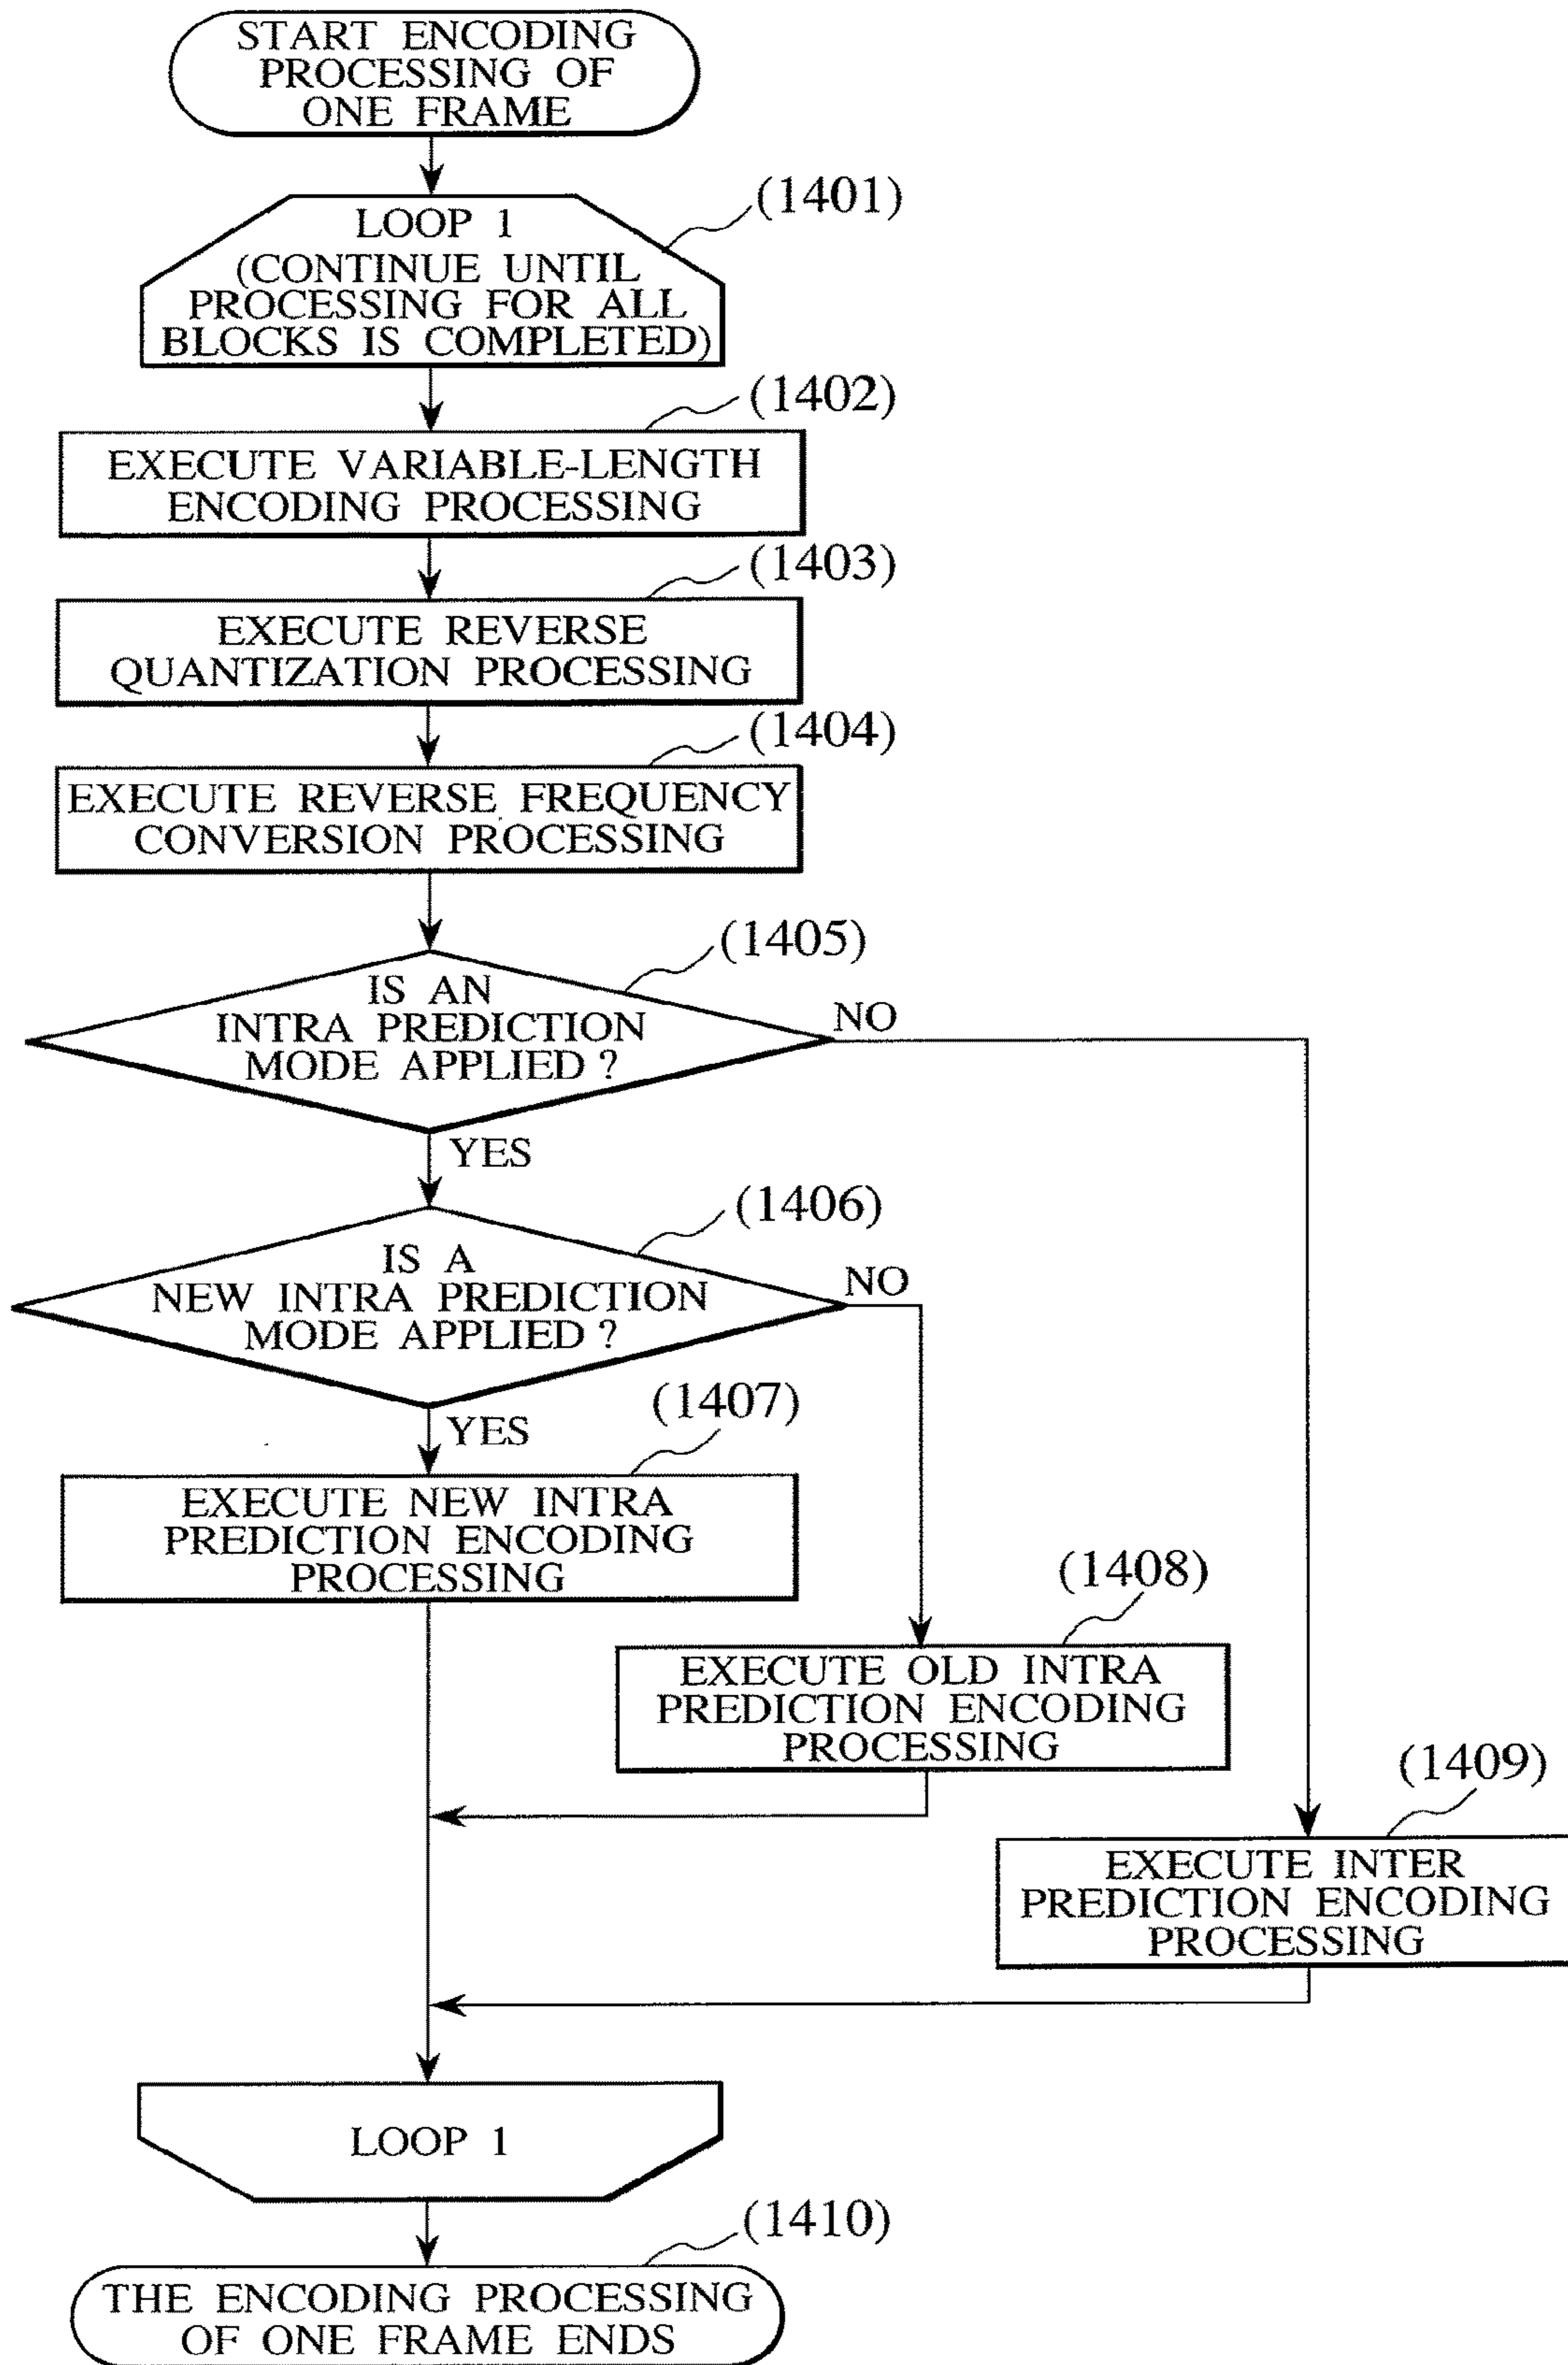 START ENCODING
PROCESSING OF
ONE FRAME
(1401)
LOOP 1
(CONTINUE UNTIL
PROCESSING FOR ALL
BLOCKS IS COMPLETED)
(1402)
EXECUTE VARIABLE-LENGTH
ENCODING PROCESSING
(1403)
EXECUTE REVERSE
QUANTIZATION PROCESSING
(1404)
EXECUTE REVERSE FREQUENCY
CONVERSION PROCESSING
(1405)
IS AN
INTRA PREDICTION
MODE APPLIED ?
NO
YES
(1406)
IS A
NEW INTRA PREDICTION
MODE APPLIED ?
NO
YES
(1407)
EXECUTE NEW INTRA
PREDICTION ENCODING
PROCESSING
(1408)
EXECUTE OLD INTRA
PREDICTION ENCODING
PROCESSING
(1409)
EXECUTE INTER
PREDICTION ENCODING
PROCESSING
LOOP 1
(1410)
THE ENCODING PROCESSING
OF ONE FRAME ENDS